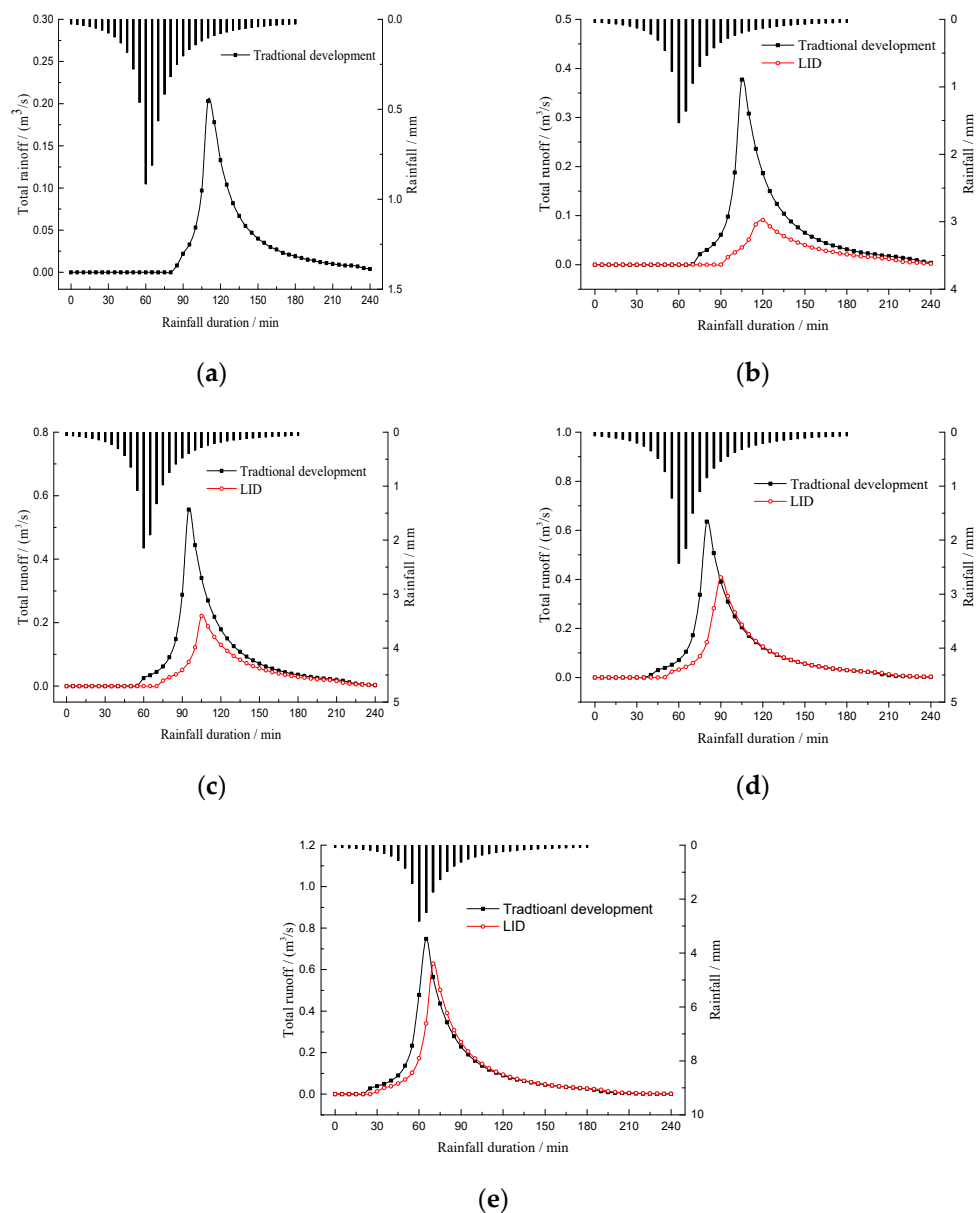 0.30
0.25
0.20
0.15
0.10
0.05
0.00
Total rainoff / (m³/s)
Tradtional development
0.0
0.5
1.0
1.5
Rainfall / mm
0 30 60 90 120 150 180 210 240
Rainfall duration / min
(a)
0.5
0.4
0.3
0.2
0.1
0.0
Total runoff / (m³/s)
Tradtional development
LID
0
1
2
3
4
Rainfall / mm
0 30 60 90 120 150 180 210 240
Rainfall duration / min
(b)
0.8
0.6
0.4
0.2
0.0
Total runoff / (m³/s)
Tradtional development
LID
0
1
2
3
4
5
Rainfall / mm
0 30 60 90 120 150 180 210 240
Rainfall duration / min
(c)
1.0
0.8
0.6
0.4
0.2
0.0
Total runoff / (m³/s)
Tradtional development
LID
0
1
2
3
4
5
Rainfall / mm
0 30 60 90 120 150 180 210 240
Rainfall duration / min
(d)
1.2
1.0
0.8
0.6
0.4
0.2
0.0
Total runoff / (m³/s)
Tradtioanl development
LID
0
2
4
6
8
10
Rainfall / mm
0 30 60 90 120 150 180 210 240
Rainfall duration / min
(e)